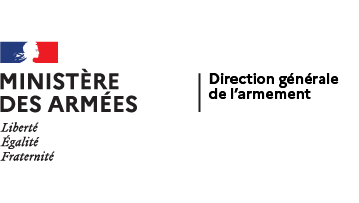 MINISTÈRE
DES ARMÉES
Liberté
Égalité
Fraternité
Direction générale
de l'armement